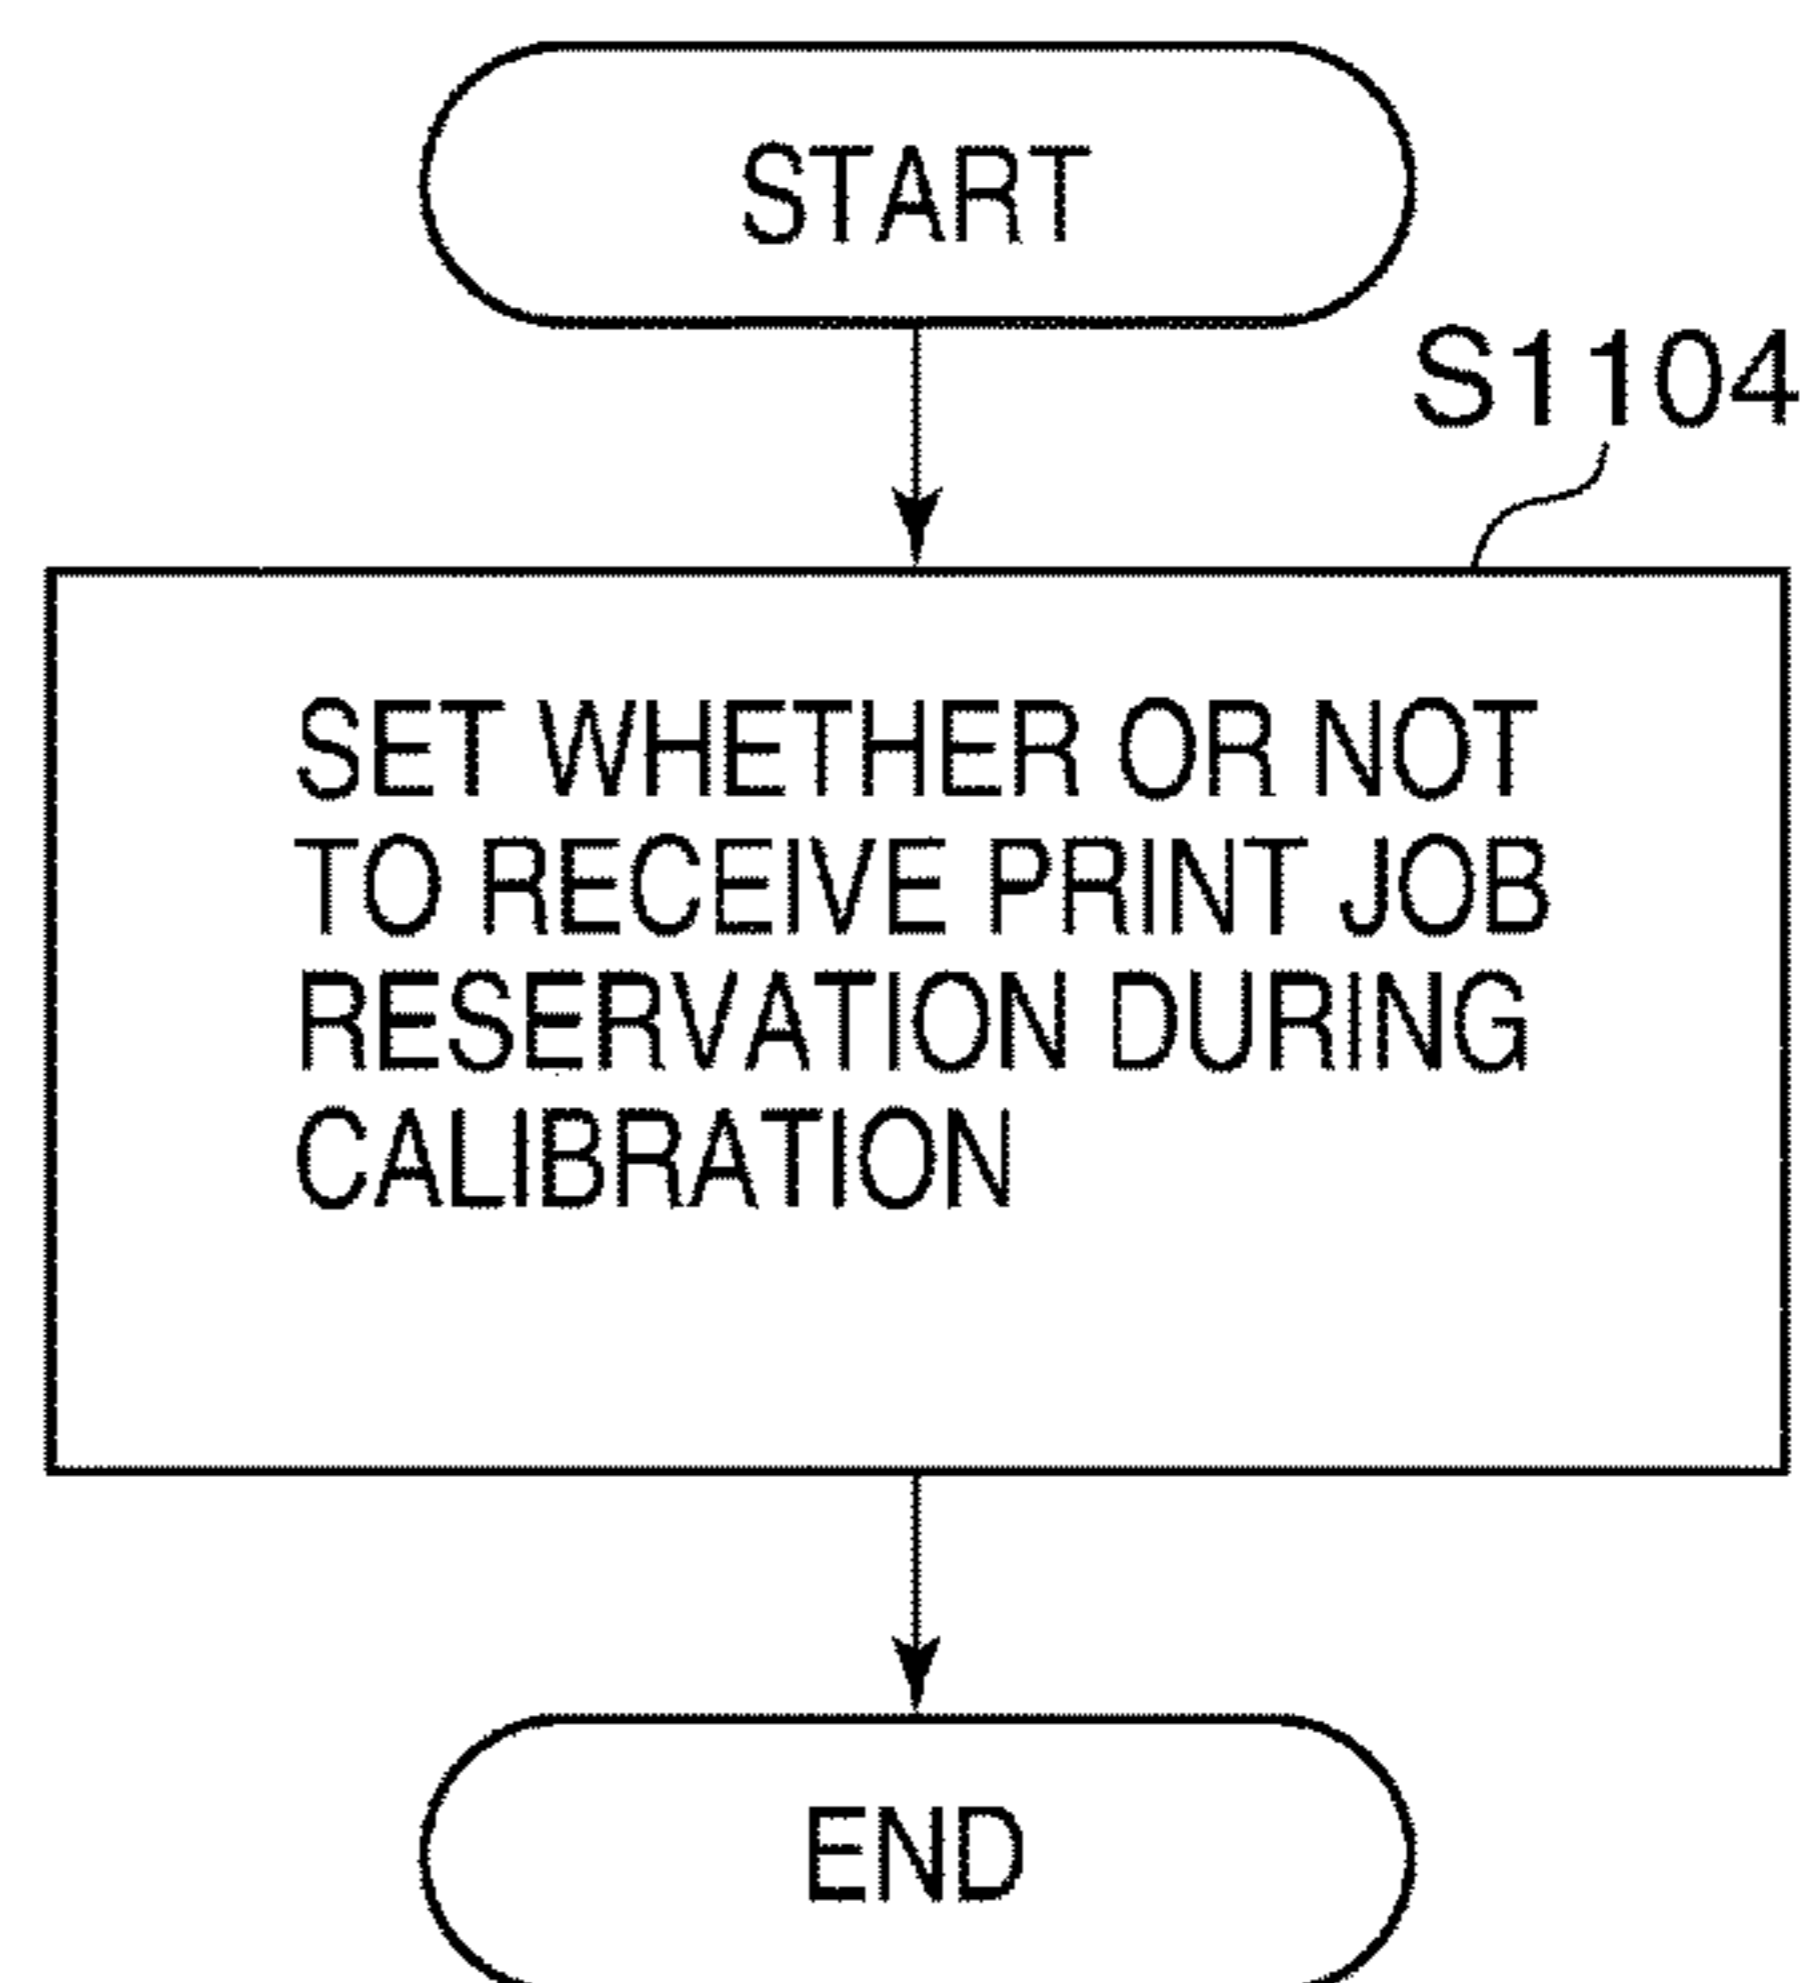 START
S1104
SET WHETHER OR NOT
TO RECEIVE PRINT JOB
RESERVATION DURING
CALIBRATION
END